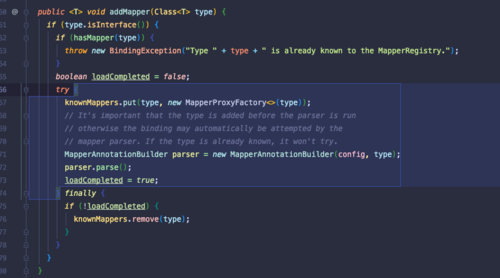 60 @ public <T> void addMapper(Class<T> type) {
61 if (type.isInterface()) {
62 if (hasMapper(type)) {
63 throw new BindingException("Type " + type + " is already known to the MapperRegistry.");
64 }
65 boolean loadCompleted = false;
66 try {
67 knownMappers.put(type, new MapperProxyFactory<>(type));
68 // It's important that the type is added before the parser is run
69 // otherwise the binding may automatically be attempted by the
70 // mapper parser. If the type is already known, it won't try.
71 MapperAnnotationBuilder parser = new MapperAnnotationBuilder(config, type);
72 parser.parse();
73 loadCompleted = true;
74 } finally {
75 if (!loadCompleted) {
76 knownMappers.remove(type);
77 }
78 }
79 }
80 }